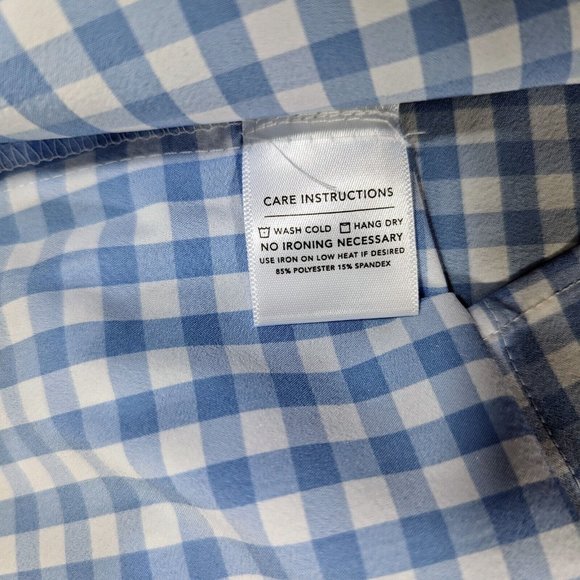 CARE INSTRUCTIONS
WASH COLD HANG DRY
NO IRONING NECESSARY
USE IRON ON LOW HEAT IF DESIRED
85% POLYESTER 15% SPANDEX